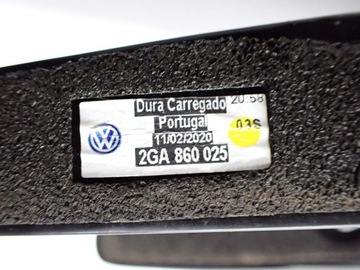 Dura Carregado 20:58
Portugal 03S
11/02/2020
2GA 860 025